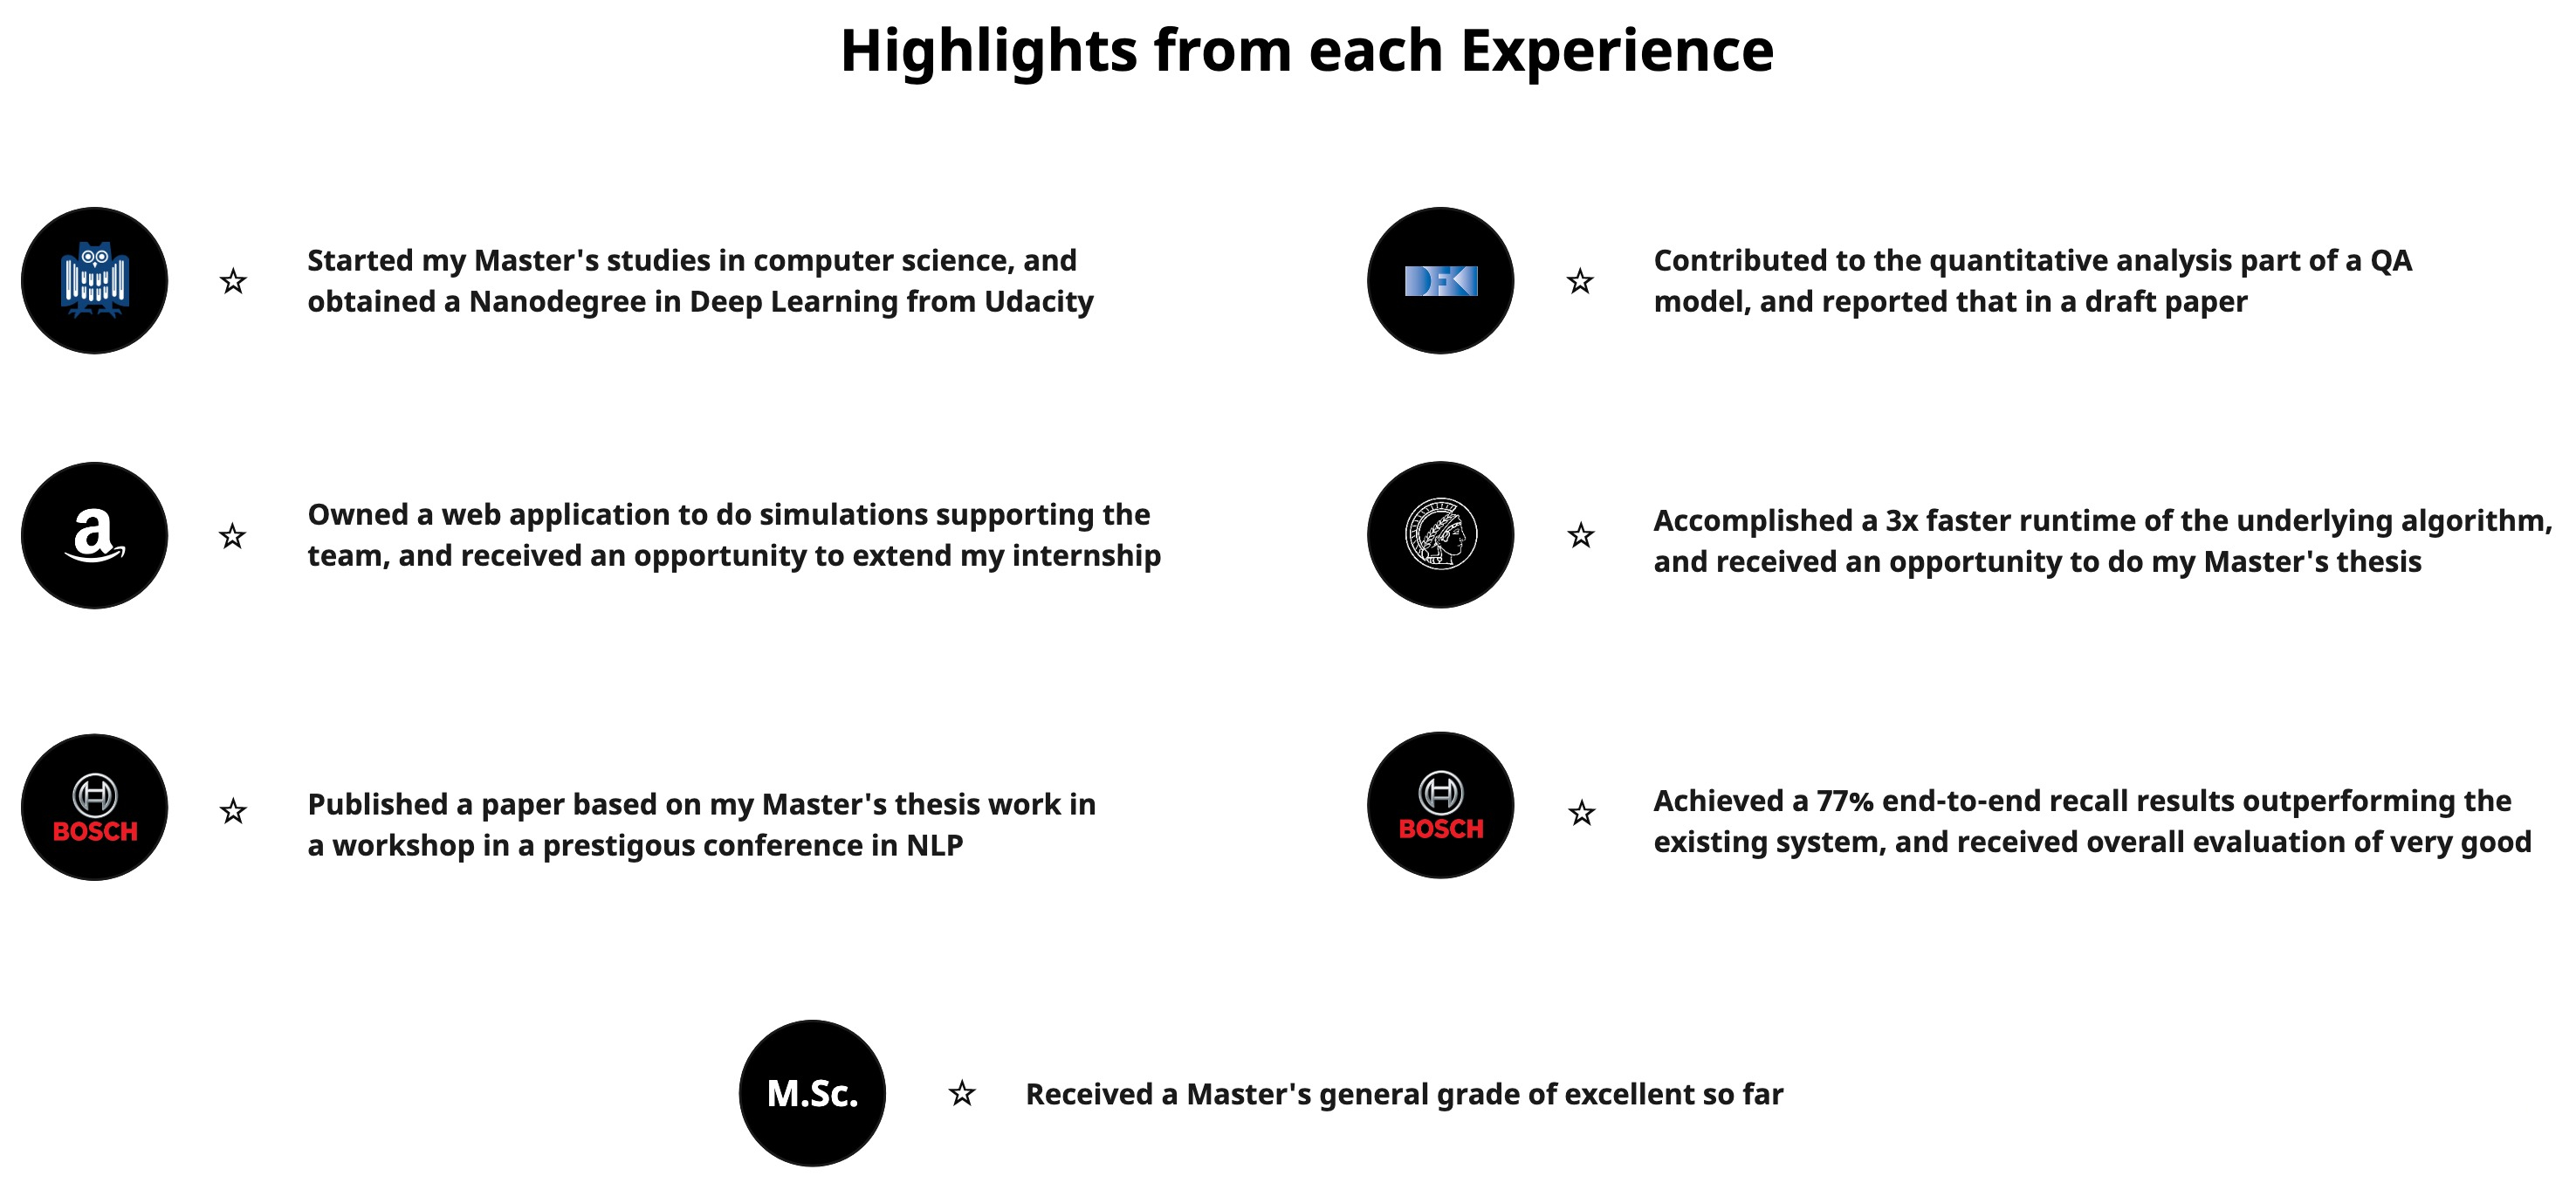 Highlights from each Experience
Started my Master's studies in computer science, and
obtained a Nanodegree in Deep Learning from Udacity
DFKI
Contributed to the quantitative analysis part of a QA
model, and reported that in a draft paper
a
Owned a web application to do simulations supporting the
team, and received an opportunity to extend my internship
Accomplished a 3x faster runtime of the underlying algorithm,
and received an opportunity to do my Master's thesis
BOSCH
Published a paper based on my Master's thesis work in
a workshop in a prestigous conference in NLP
BOSCH
Achieved a 77% end-to-end recall results outperforming the
existing system, and received overall evaluation of very good
M.Sc.
Received a Master's general grade of excellent so far